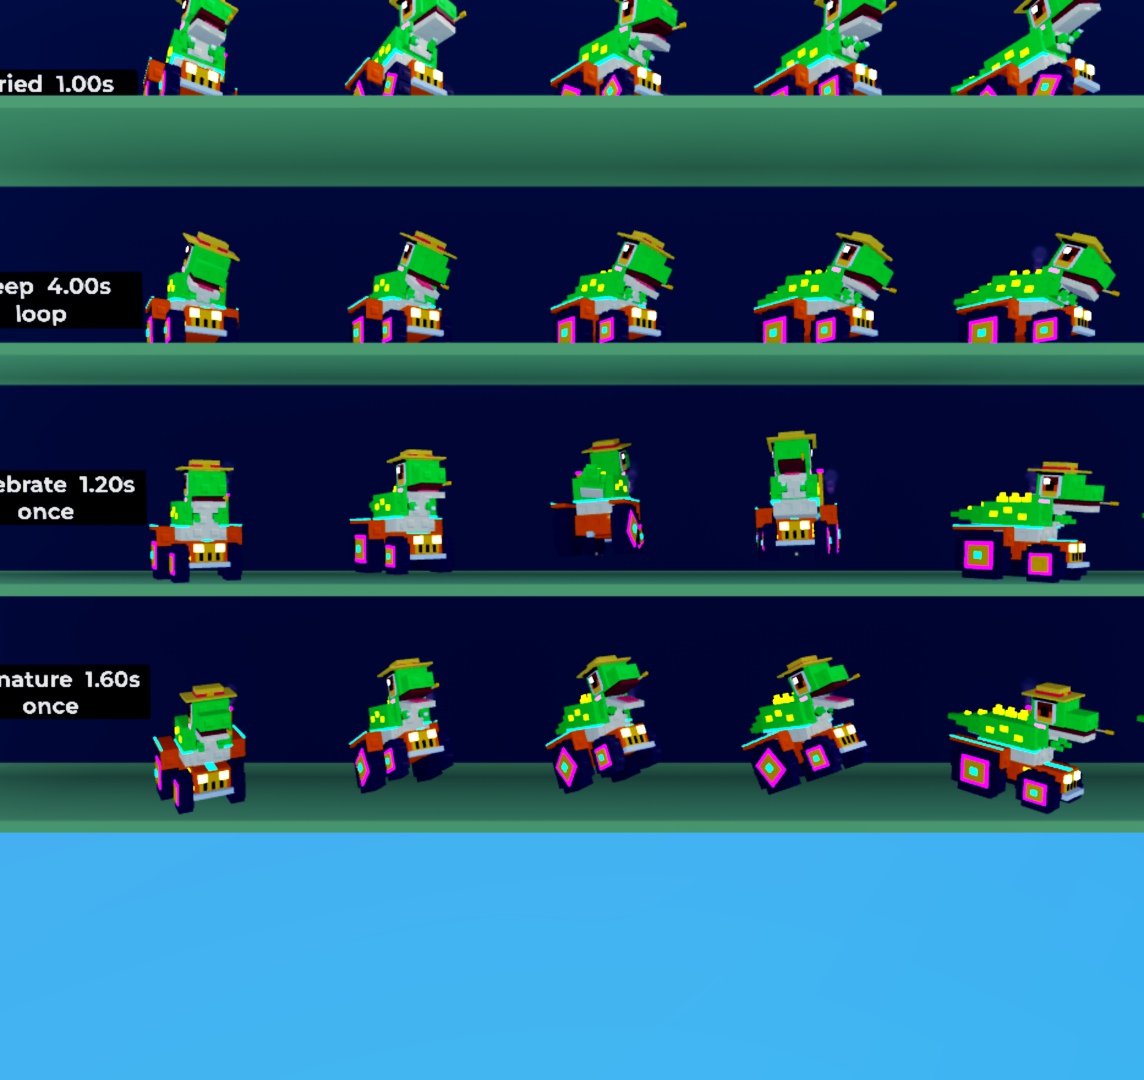 ried 1.00s
eep 4.00s
loop
ebrate 1.20s
once
nature 1.60s
once